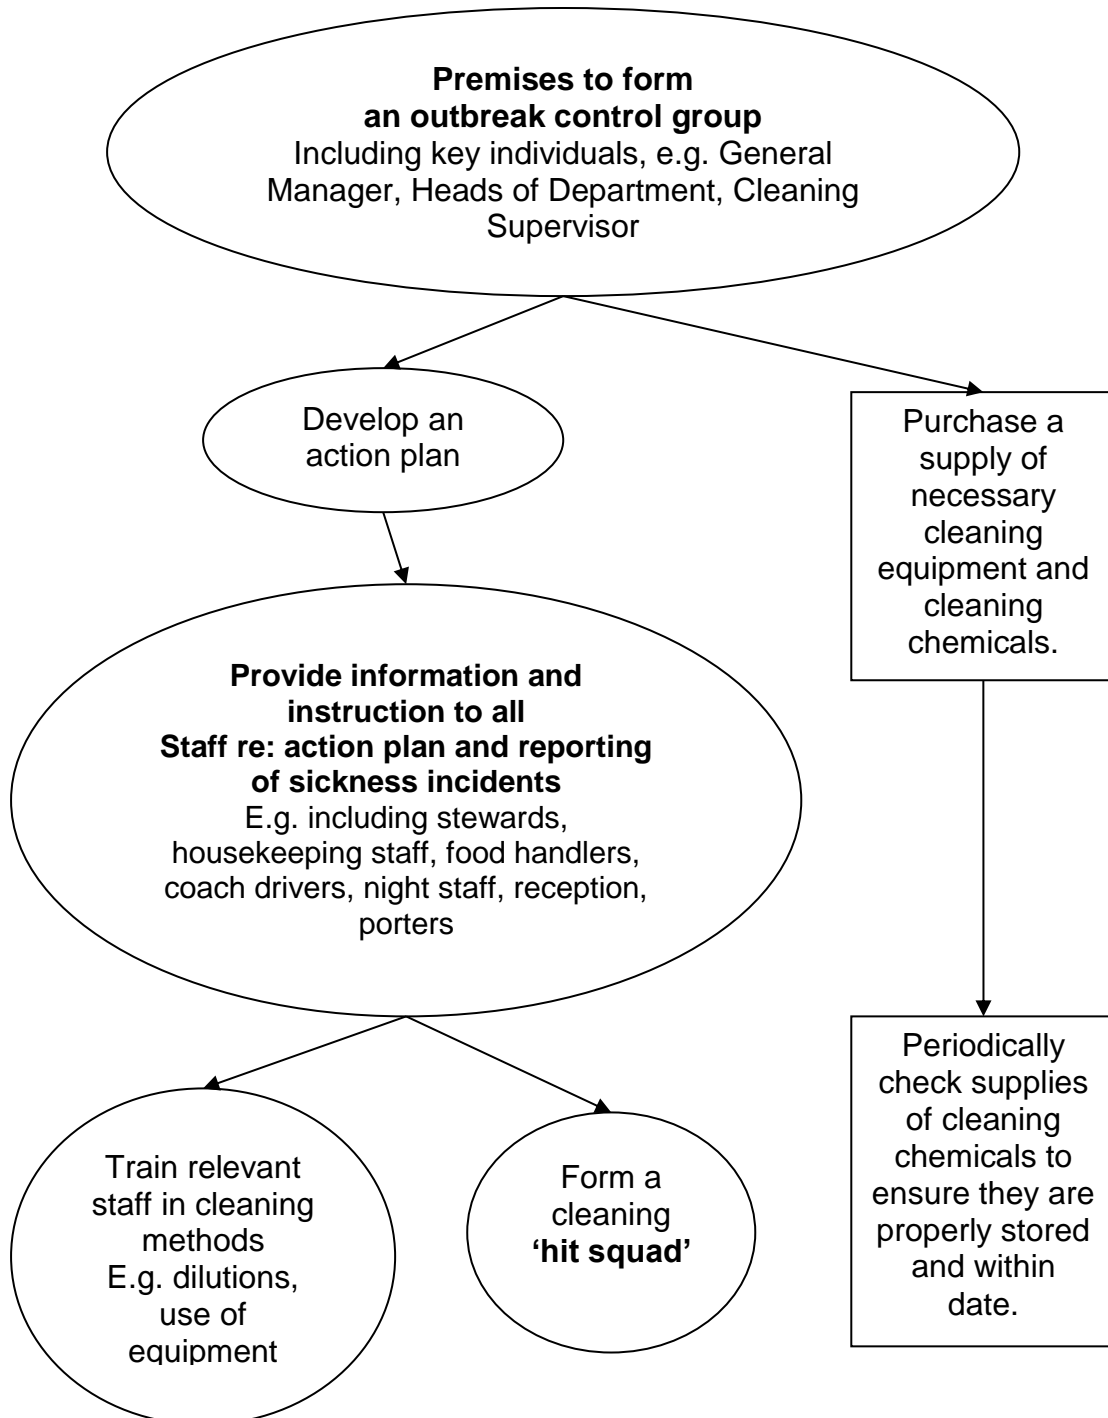 Premises to form
an outbreak control group
Including key individuals, e.g. General
Manager, Heads of Department, Cleaning
Supervisor
Develop an
action plan
Purchase a
supply of
necessary
cleaning
equipment and
cleaning
chemicals.
Provide information and
instruction to all
Staff re: action plan and reporting
of sickness incidents
E.g. including stewards,
housekeeping staff, food handlers,
coach drivers, night staff, reception,
porters
Train relevant
staff in cleaning
methods
E.g. dilutions,
use of
equipment
Form a
cleaning
‘hit squad’
Periodically
check supplies
of cleaning
chemicals to
ensure they are
properly stored
and within
date.